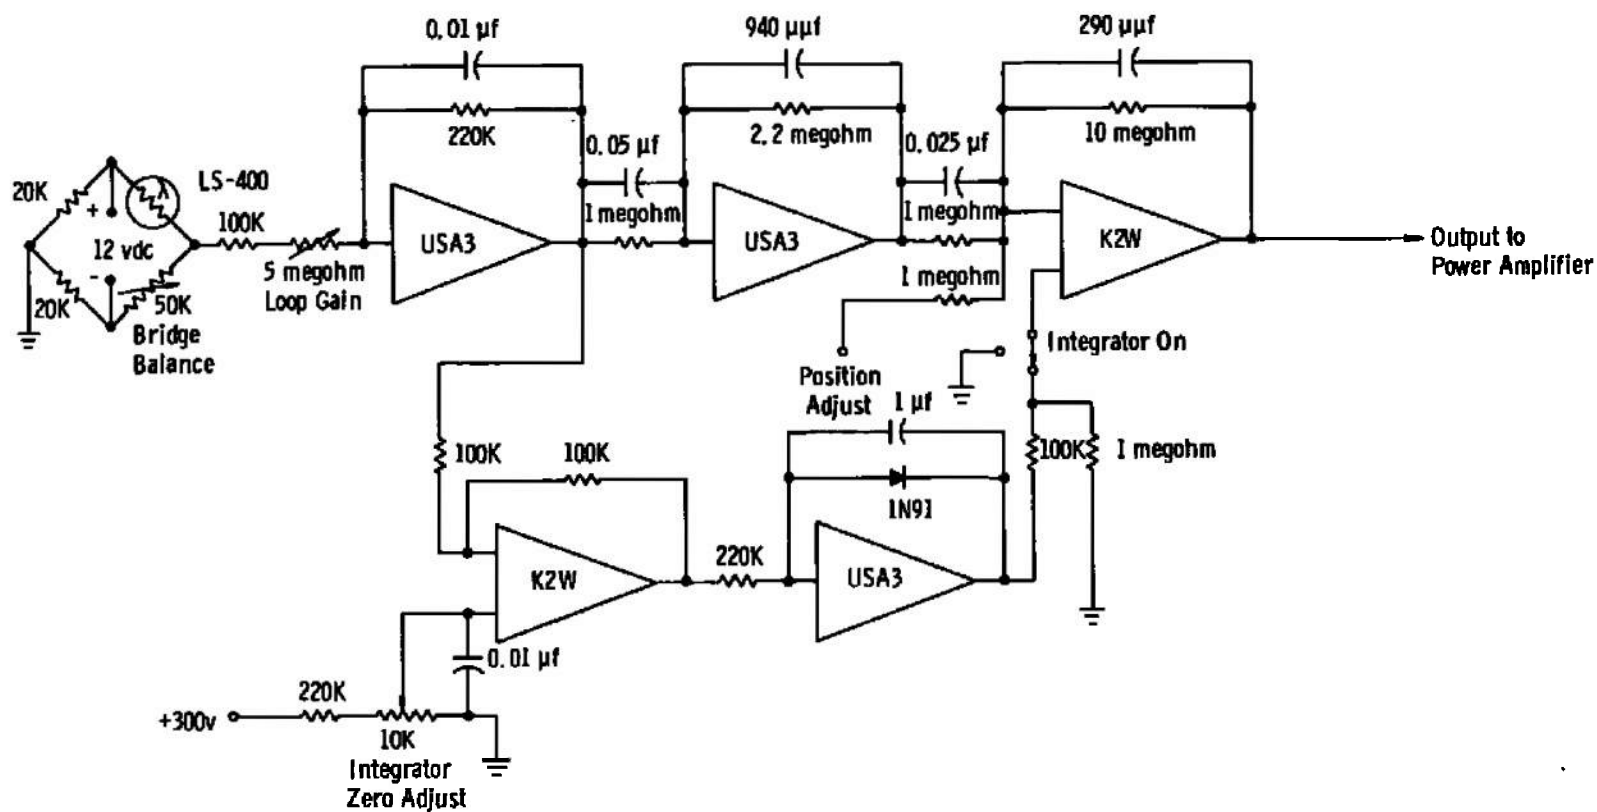 0.01 µf
940 µµf
290 µµf
220K
2.2 megohm
10 megohm
0.05 µf
0.025 µf
20K
LS-400
λ
+
12 vdc
-
20K
50K
Bridge
Balance
100K
5 megohm
Loop Gain
USA3
1 megohm
USA3
1 megohm
1 megohm
K2W
Output to
Power Amplifier
Position
Adjust
Integrator On
100K
100K
1 µf
1N91
100K
1 megohm
K2W
220K
USA3
0.01 µf
+300v
220K
10K
Integrator
Zero Adjust